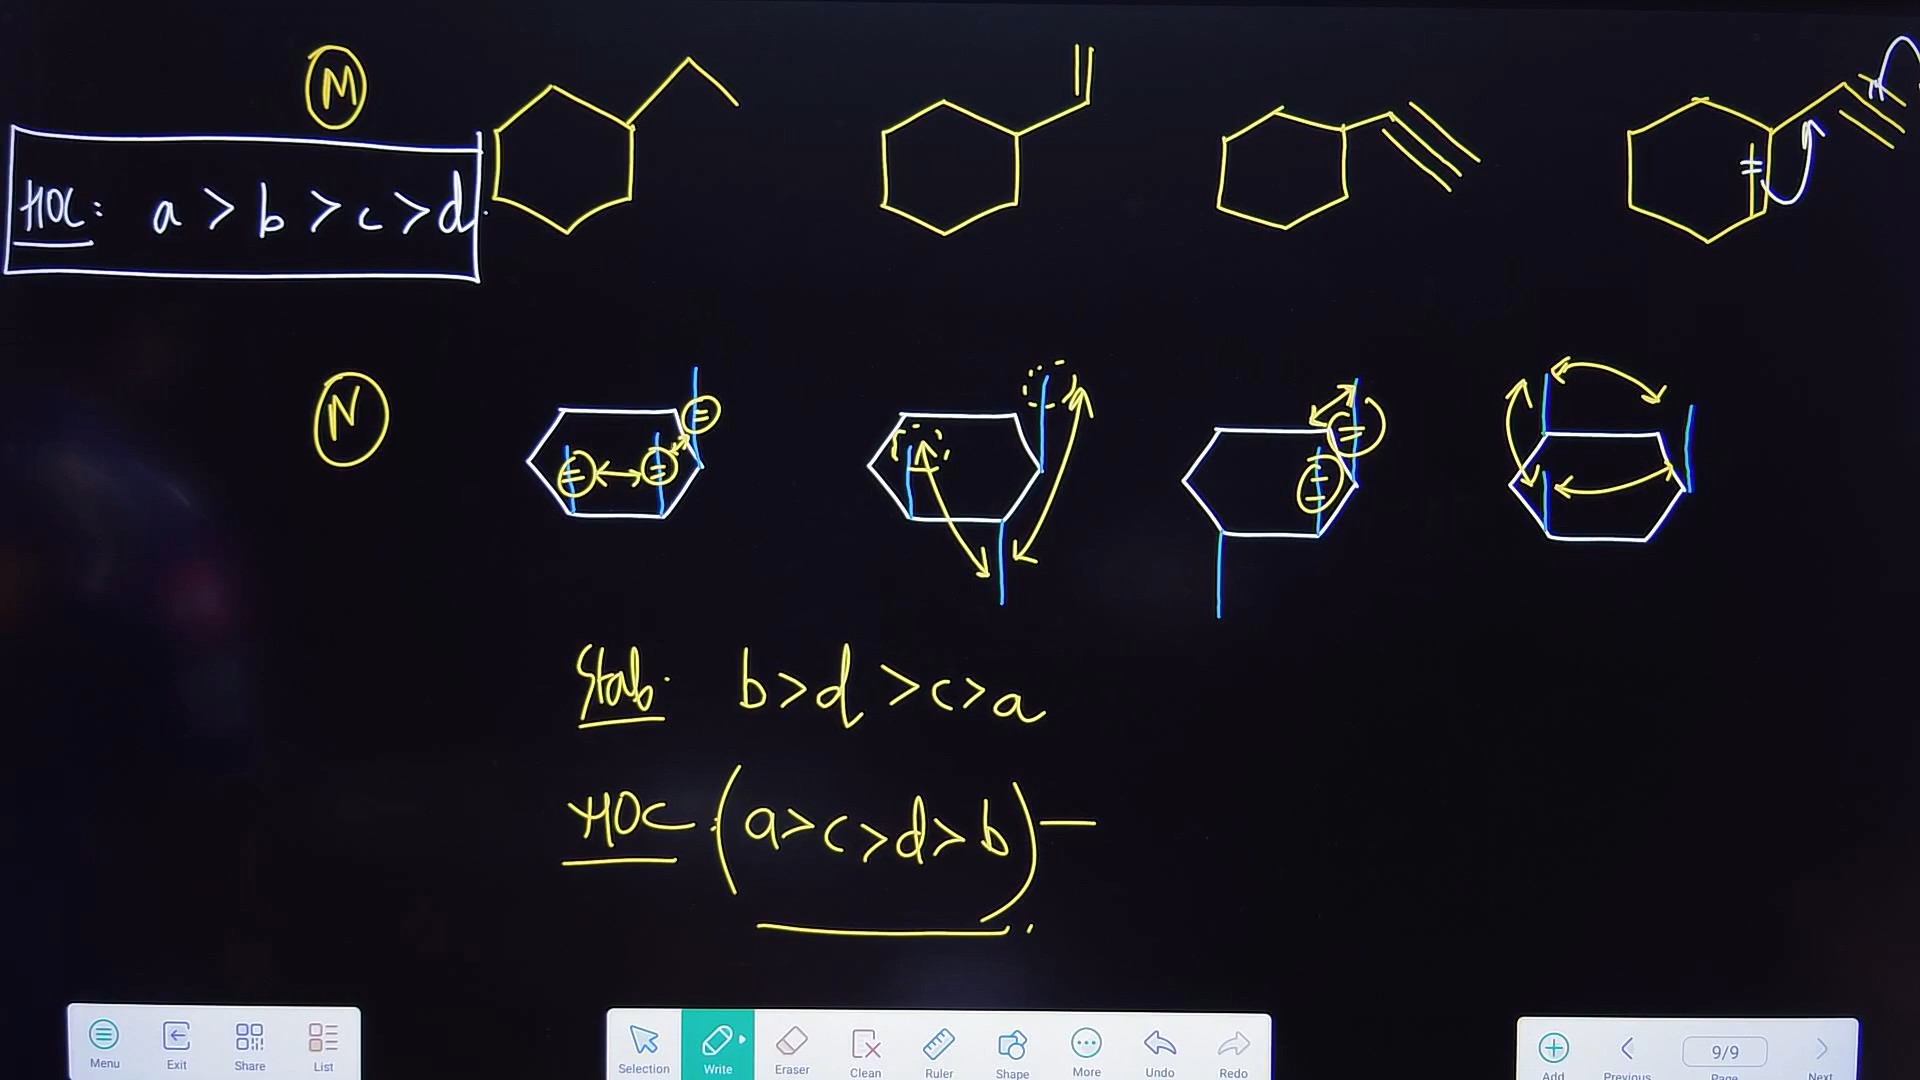 M
HOC: a > b > c > d.
N
Stab. b > d > c > a
HOC : (a > c > d > b) —
Menu Exit Share List
Selection Write Eraser Clean Ruler Shape More Undo Redo
9/9
Add Previous Page Next